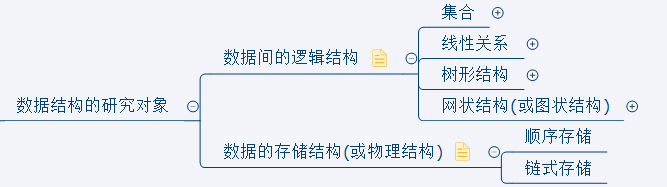 数据结构的研究对象
数据间的逻辑结构
集合
线性关系
树形结构
网状结构(或图状结构)
数据的存储结构(或物理结构)
顺序存储
链式存储